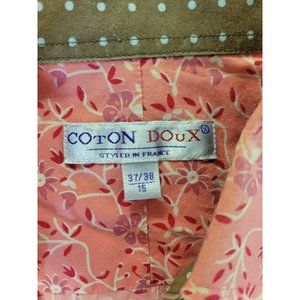 COTON DOUX®
STYLED IN FRANCE
37/38
15